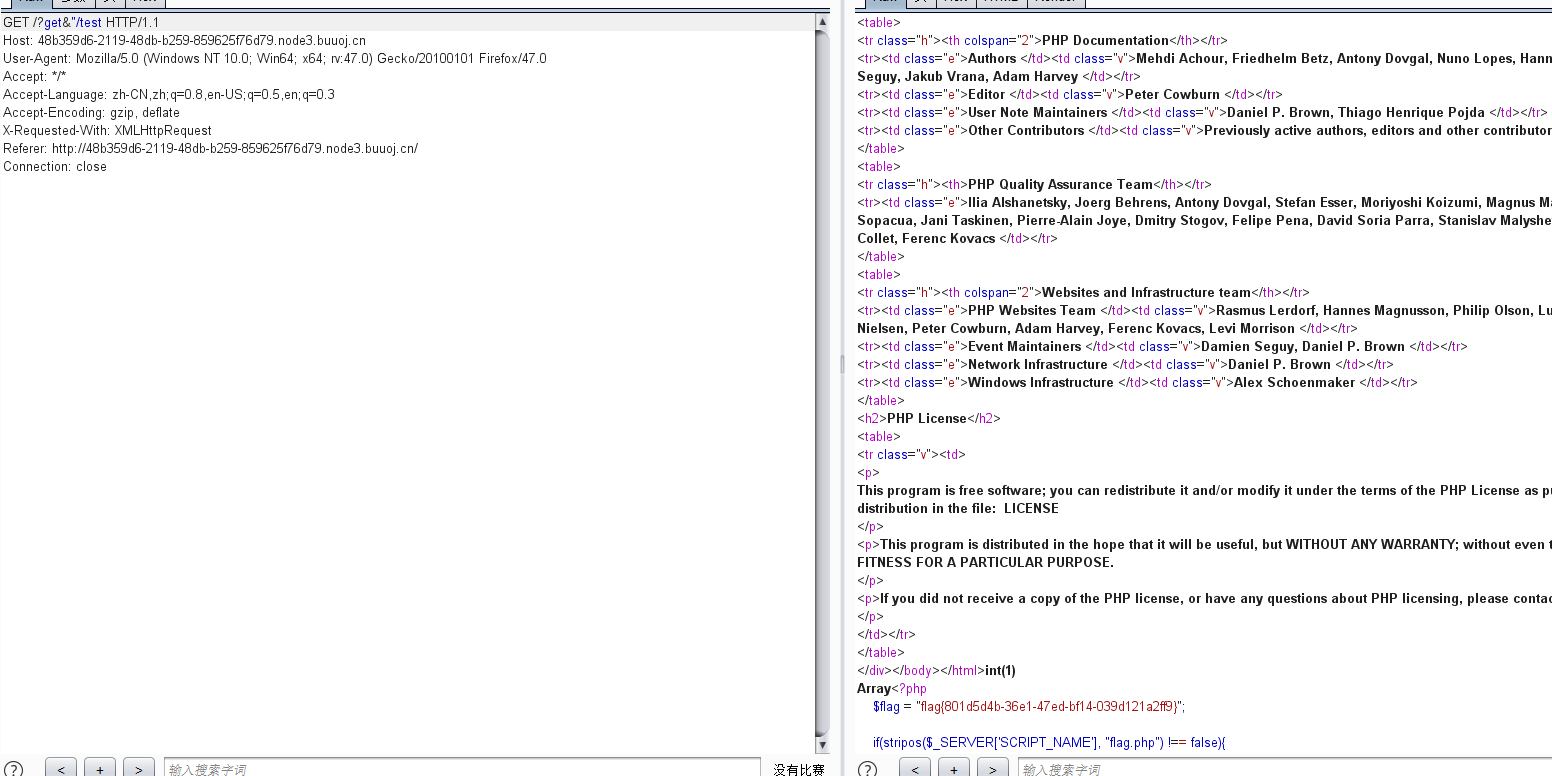 GET /?get&"/test HTTP/1.1
Host: 48b359d6-2119-48db-b259-859625f76d79.node3.buuoj.cn
User-Agent: Mozilla/5.0 (Windows NT 10.0; Win64; x64; rv:47.0) Gecko/20100101 Firefox/47.0
Accept: */*
Accept-Language: zh-CN,zh;q=0.8,en-US;q=0.5,en;q=0.3
Accept-Encoding: gzip, deflate
X-Requested-With: XMLHttpRequest
Referer: http://48b359d6-2119-48db-b259-859625f76d79.node3.buuoj.cn/
Connection: close
? < + > 输入搜索字词 没有比赛
<table>
<tr class="h"><th colspan="2">PHP Documentation</th></tr>
<tr><td class="e">Authors </td><td class="v">Mehdi Achour, Friedhelm Betz, Antony Dovgal, Nuno Lopes, Hann
Seguy, Jakub Vrana, Adam Harvey </td></tr>
<tr><td class="e">Editor </td><td class="v">Peter Cowburn </td></tr>
<tr><td class="e">User Note Maintainers </td><td class="v">Daniel P. Brown, Thiago Henrique Pojda </td></tr>
<tr><td class="e">Other Contributors </td><td class="v">Previously active authors, editors and other contributor
</table>
<table>
<tr class="h"><th>PHP Quality Assurance Team</th></tr>
<tr><td class="e">Ilia Alshanetsky, Joerg Behrens, Antony Dovgal, Stefan Esser, Moriyoshi Koizumi, Magnus Ma
Sopacua, Jani Taskinen, Pierre-Alain Joye, Dmitry Stogov, Felipe Pena, David Soria Parra, Stanislav Malyshe
Collet, Ferenc Kovacs </td></tr>
</table>
<table>
<tr class="h"><th colspan="2">Websites and Infrastructure team</th></tr>
<tr><td class="e">PHP Websites Team </td><td class="v">Rasmus Lerdorf, Hannes Magnusson, Philip Olson, Lu
Nielsen, Peter Cowburn, Adam Harvey, Ferenc Kovacs, Levi Morrison </td></tr>
<tr><td class="e">Event Maintainers </td><td class="v">Damien Seguy, Daniel P. Brown </td></tr>
<tr><td class="e">Network Infrastructure </td><td class="v">Daniel P. Brown </td></tr>
<tr><td class="e">Windows Infrastructure </td><td class="v">Alex Schoenmaker </td></tr>
</table>
<h2>PHP License</h2>
<table>
<tr class="v"><td>
<p>
This program is free software; you can redistribute it and/or modify it under the terms of the PHP License as pu
distribution in the file:  LICENSE
</p>
<p>This program is distributed in the hope that it will be useful, but WITHOUT ANY WARRANTY; without even t
FITNESS FOR A PARTICULAR PURPOSE.
</p>
<p>If you did not receive a copy of the PHP license, or have any questions about PHP licensing, please contac
</p>
</td></tr>
</table>
</div></body></html>int(1)
Array<?php
$flag = "flag{801d5d4b-36e1-47ed-bf14-039d121a2ff9}";
if(stripos($_SERVER['SCRIPT_NAME'], "flag.php") !== false){
? < + > 输入搜索字词